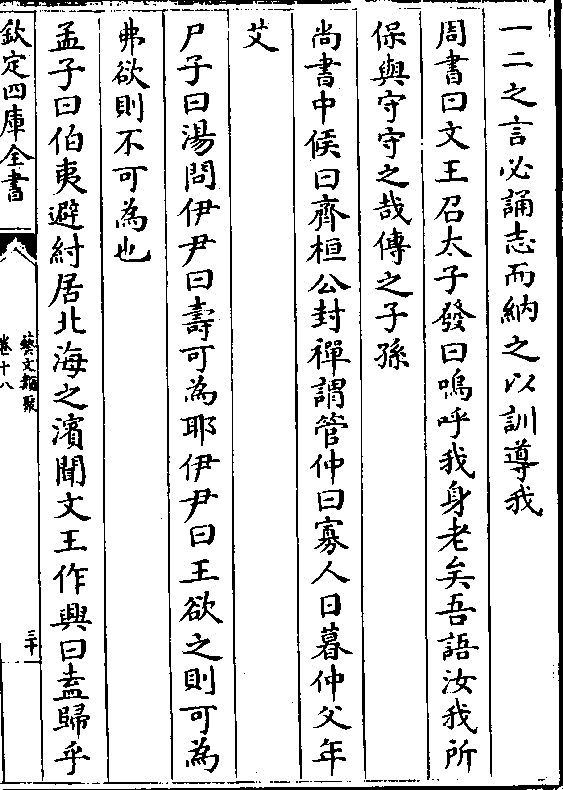 一二之言必誦志而納之以訓導我
周書曰文王召太子發曰嗚呼我身老矣吾語汝我所
保與守守之哉傳之子孫
尚書中候曰齊桓公封禪謂管仲曰寡人日暮仲父年
艾
尸子曰湯問伊尹曰壽可為耶伊尹曰王欲之則可為
弗欲則不可為也
孟子曰伯夷避紂居北海之濱聞文王作興曰盍歸乎
欽定四庫全書
藝文類聚
卷十八
三十